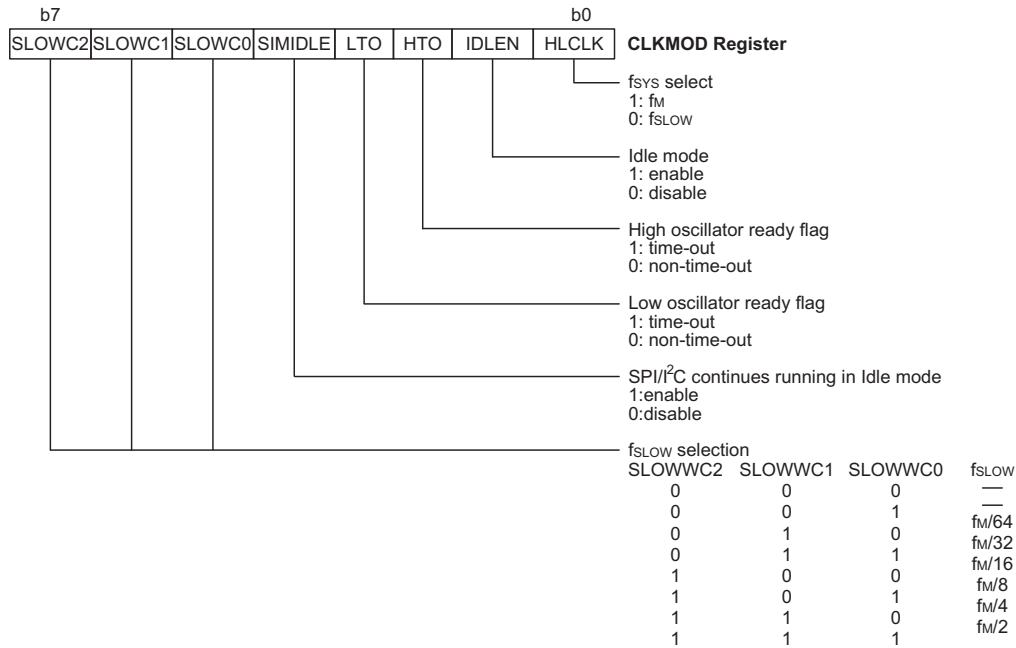 b7 b0
SLOWC2 SLOWC1 SLOWC0 SIMIDLE LTO HTO IDLEN HLCLK CLKMOD Register
fSYS select
1: fM
0: fSLOW
Idle mode
1: enable
0: disable
High oscillator ready flag
1: time-out
0: non-time-out
Low oscillator ready flag
1: time-out
0: non-time-out
SPI/I²C continues running in Idle mode
1:enable
0:disable
fSLOW selection
SLOWWC2 SLOWWC1 SLOWWC0 fSLOW
0 0 0 —
0 0 1 —
0 1 0 fM/64
0 1 1 fM/32
1 0 0 fM/16
1 0 1 fM/8
1 1 0 fM/4
1 1 1 fM/2